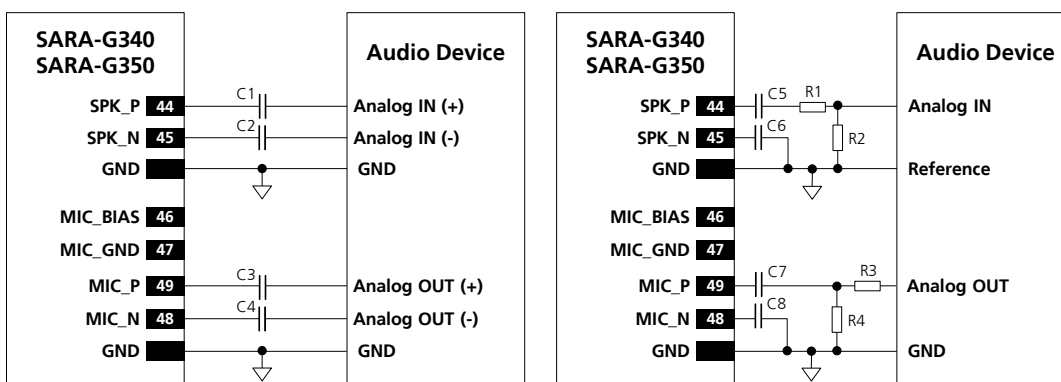 SARA-G340
SARA-G350
Audio Device
SPK_P 44 C1 Analog IN (+)
SPK_N 45 C2 Analog IN (-)
GND GND
MIC_BIAS 46
MIC_GND 47
MIC_P 49 C3 Analog OUT (+)
MIC_N 48 C4 Analog OUT (-)
GND GND
SARA-G340
SARA-G350
Audio Device
SPK_P 44 C5 R1 Analog IN
SPK_N 45 C6 R2
GND Reference
MIC_BIAS 46
MIC_GND 47
MIC_P 49 C7 R3 Analog OUT
MIC_N 48 C8 R4
GND GND